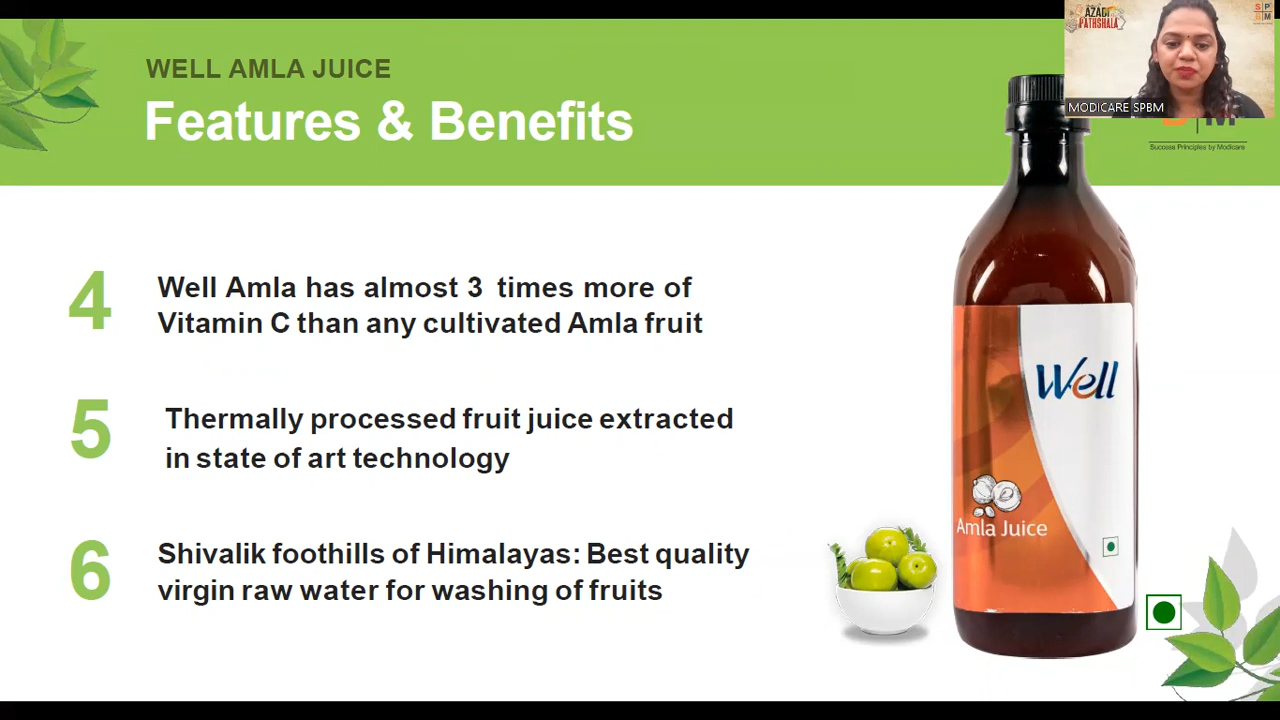 WELL AMLA JUICE
Features & Benefits
AZADI
PATHSHALA
S P
B M
MODICARE SPBM
Success Principles by Modicare
4
Well Amla has almost 3 times more of
Vitamin C than any cultivated Amla fruit
5
Thermally processed fruit juice extracted
in state of art technology
6
Shivalik foothills of Himalayas: Best quality
virgin raw water for washing of fruits
Well
Amla Juice